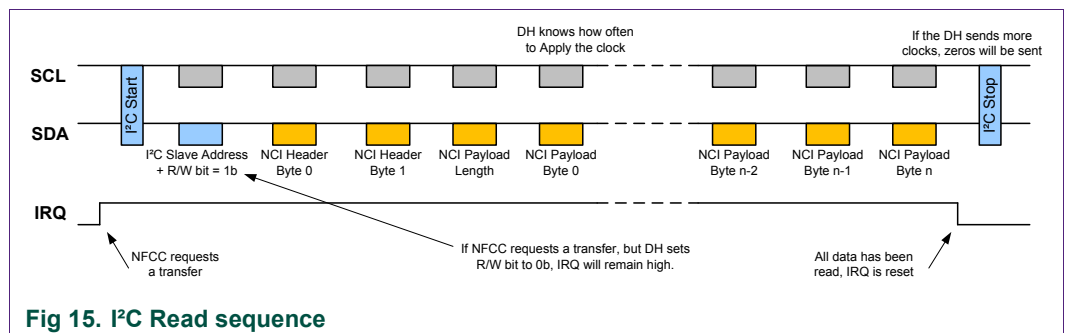 DH knows how often
to Apply the clock
If the DH sends more
clocks, zeros will be sent
SCL
I²C Start
I²C Stop
SDA
I²C Slave Address
+ R/W bit = 1b
NCI Header
Byte 0
NCI Header
Byte 1
NCI Payload
Length
NCI Payload
Byte 0
NCI Payload
Byte n-2
NCI Payload
Byte n-1
NCI Payload
Byte n
IRQ
NFCC requests
a transfer
If NFCC requests a transfer, but DH sets
R/W bit to 0b, IRQ will remain high.
All data has been
read, IRQ is reset
Fig 15. I²C Read sequence